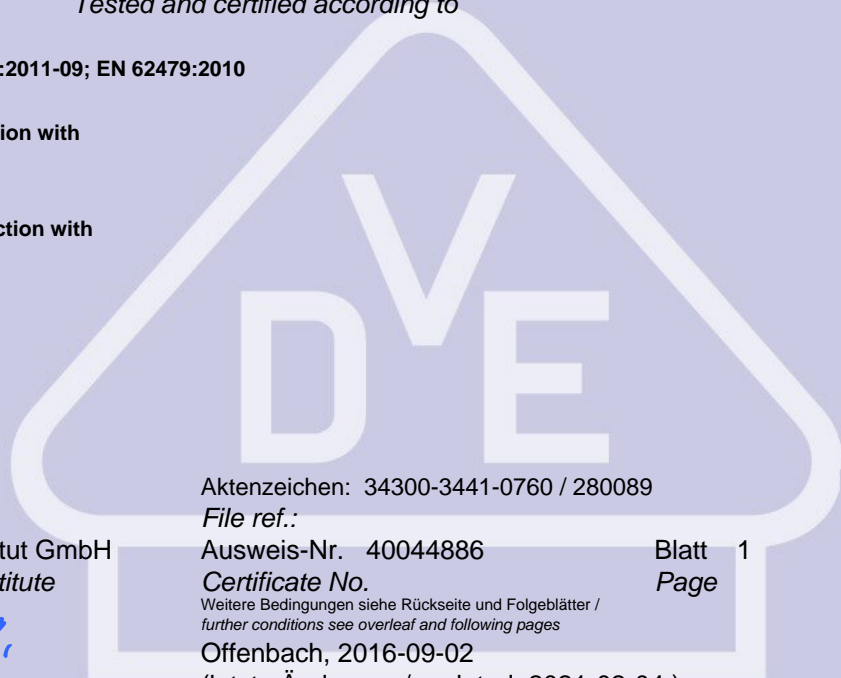 Tested and certified according to
:2011-09; EN 62479:2010
ion with
ction with
DVE
Aktenzeichen: 34300-3441-0760 / 280089
File ref.:
tut GmbH Ausweis-Nr. 40044886 Blatt 1
titute Certificate No. Page
Weitere Bedingungen siehe Rückseite und Folgeblätter /
further conditions see overleaf and following pages
Offenbach, 2016-09-02